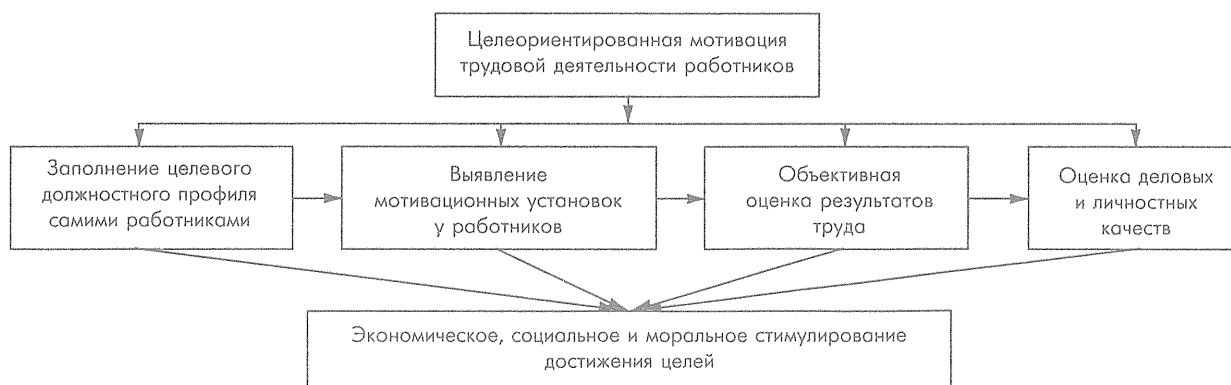 Целеориентированная мотивация
трудовой деятельности работников
Заполнение целевого
должностного профиля
самими работниками
Выявление
мотивационных установок
у работников
Объективная
оценка результатов
труда
Оценка деловых
и личностных
качеств
Экономическое, социальное и моральное стимулирование
достижения целей